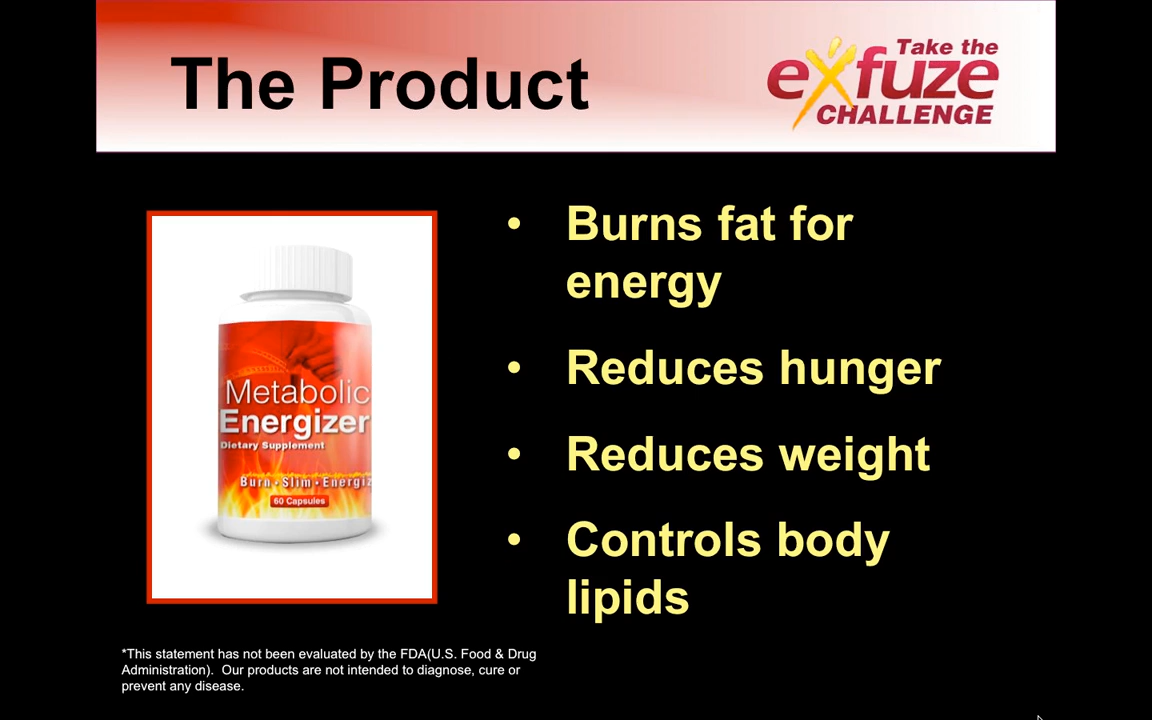 The Product
Take the
exfuze
CHALLENGE
• Burns fat for
energy
• Reduces hunger
• Reduces weight
• Controls body
lipids
Metabolic
Energizer
Dietary Supplement
Burn • Slim • Energiz
60 Capsules
*This statement has not been evaluated by the FDA(U.S. Food & Drug
Administration).  Our products are not intended to diagnose, cure or
prevent any disease.